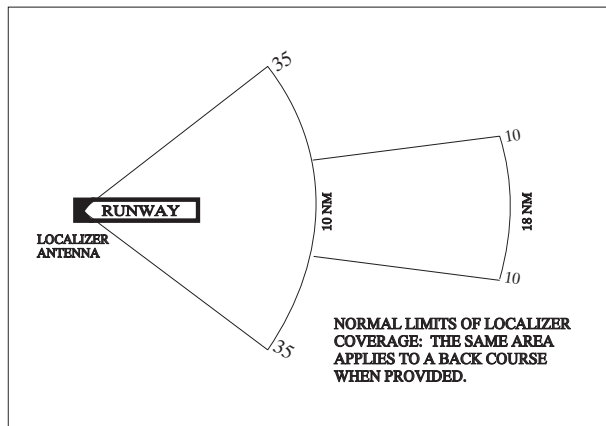 35
10
RUNWAY
10 NM
18 NM
LOCALIZER
ANTENNA
10
35
NORMAL LIMITS OF LOCALIZER
COVERAGE: THE SAME AREA
APPLIES TO A BACK COURSE
WHEN PROVIDED.